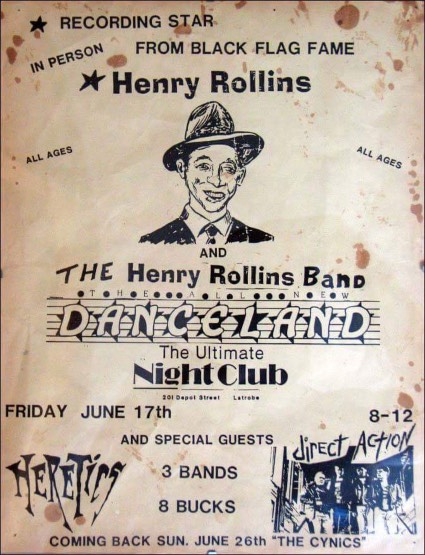 ★ RECORDING STAR
IN PERSON FROM BLACK FLAG FAME
★ Henry Rollins
ALL AGES
ALL AGES
AND
THE Henry Rollins Band
THE ALL NEW
DANCELAND
The Ultimate
Night Club
201 Depot Street Latrobe
FRIDAY JUNE 17th 8-12
AND SPECIAL GUESTS
HERETICS
direct ACTION
3 BANDS
8 BUCKS
COMING BACK SUN. JUNE 26th "THE CYNICS"